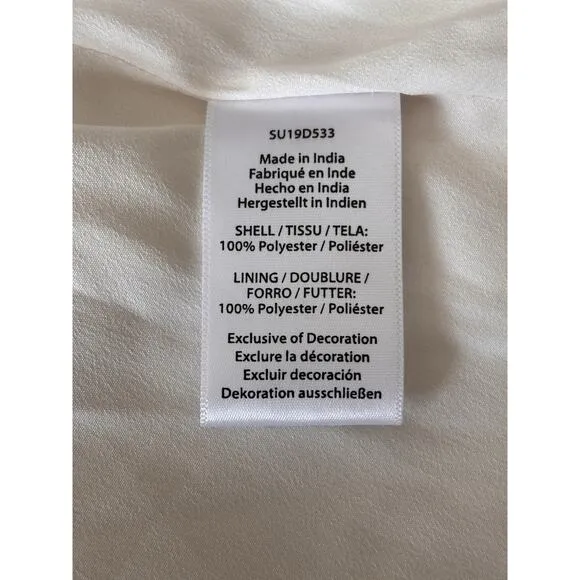 SU19D533
Made in India
Fabriqué en Inde
Hecho en India
Hergestellt in Indien
SHELL / TISSU / TELA:
100% Polyester / Poliéster
LINING / DOUBLURE /
FORRO / FUTTER:
100% Polyester / Poliéster
Exclusive of Decoration
Exclure la décoration
Excluir decoración
Dekoration ausschließen